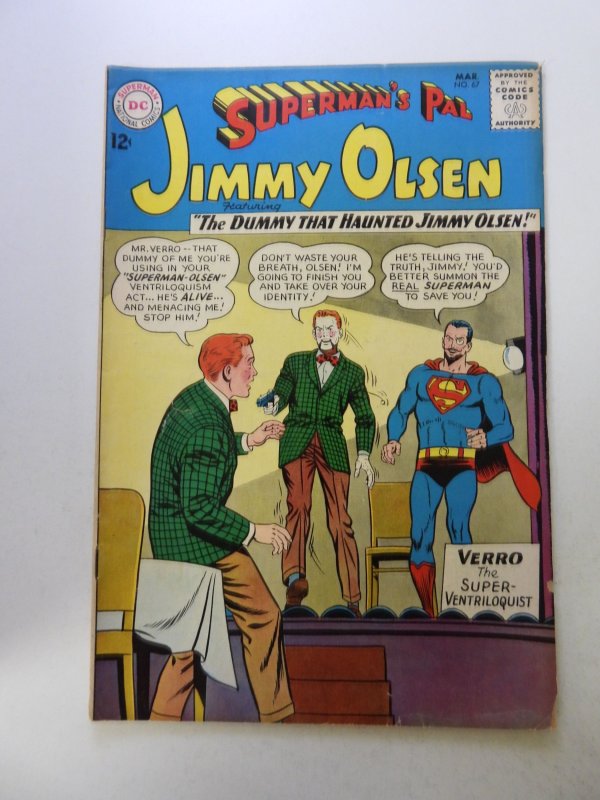 SUPERMAN
DC
NATIONAL COMICS
12¢
SUPERMAN'S PAL
MAR.
NO. 67
APPROVED
BY THE
COMICS
CODE
CA
AUTHORITY
JIMMY OLSEN
Featuring
"THE DUMMY THAT HAUNTED JIMMY OLSEN!"
MR. VERRO -- THAT
DUMMY OF ME YOU'RE
USING IN YOUR
"SUPERMAN-OLSEN"
VENTRILOQUISM
ACT... HE'S ALIVE...
AND MENACING ME!
STOP HIM!
DON'T WASTE YOUR
BREATH, OLSEN! I'M
GOING TO FINISH YOU
AND TAKE OVER YOUR
IDENTITY!
HE'S TELLING THE
TRUTH, JIMMY! YOU'D
BETTER SUMMON THE
REAL SUPERMAN
TO SAVE YOU!
S
VERRO
The
SUPER-
VENTRILOQUIST